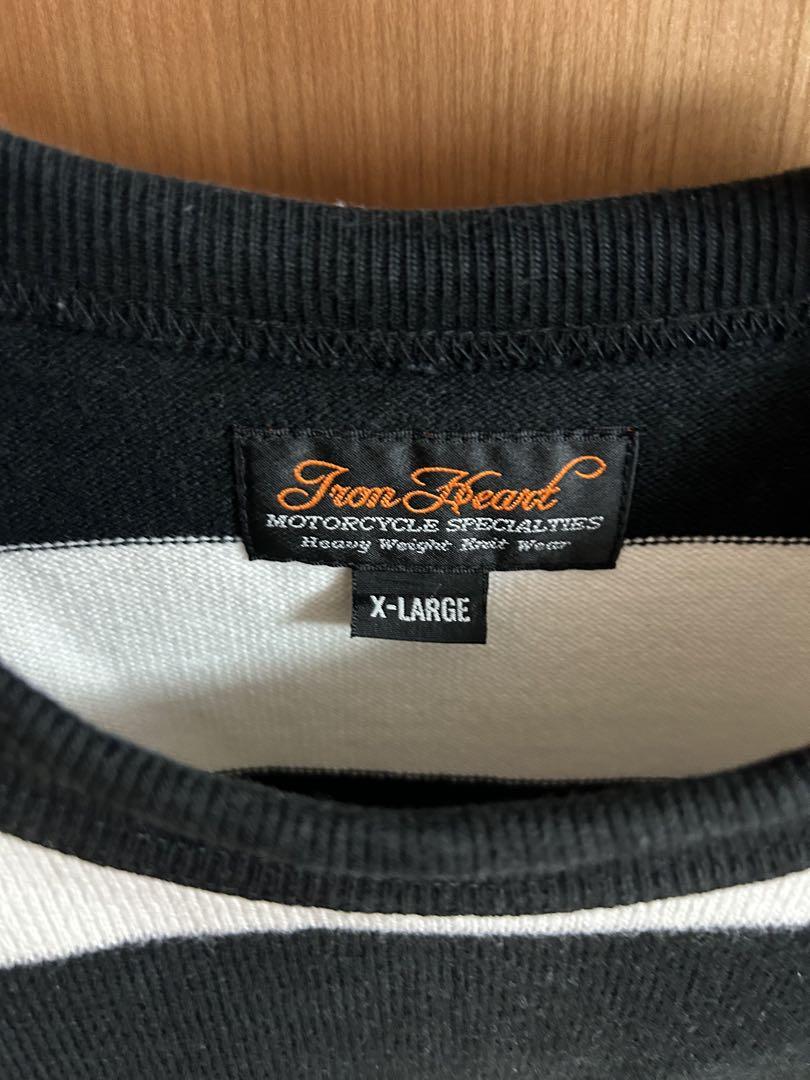 Iron Heart
MOTORCYCLE SPECIALTIES
Heavy Weight Knit Wear
X-LARGE